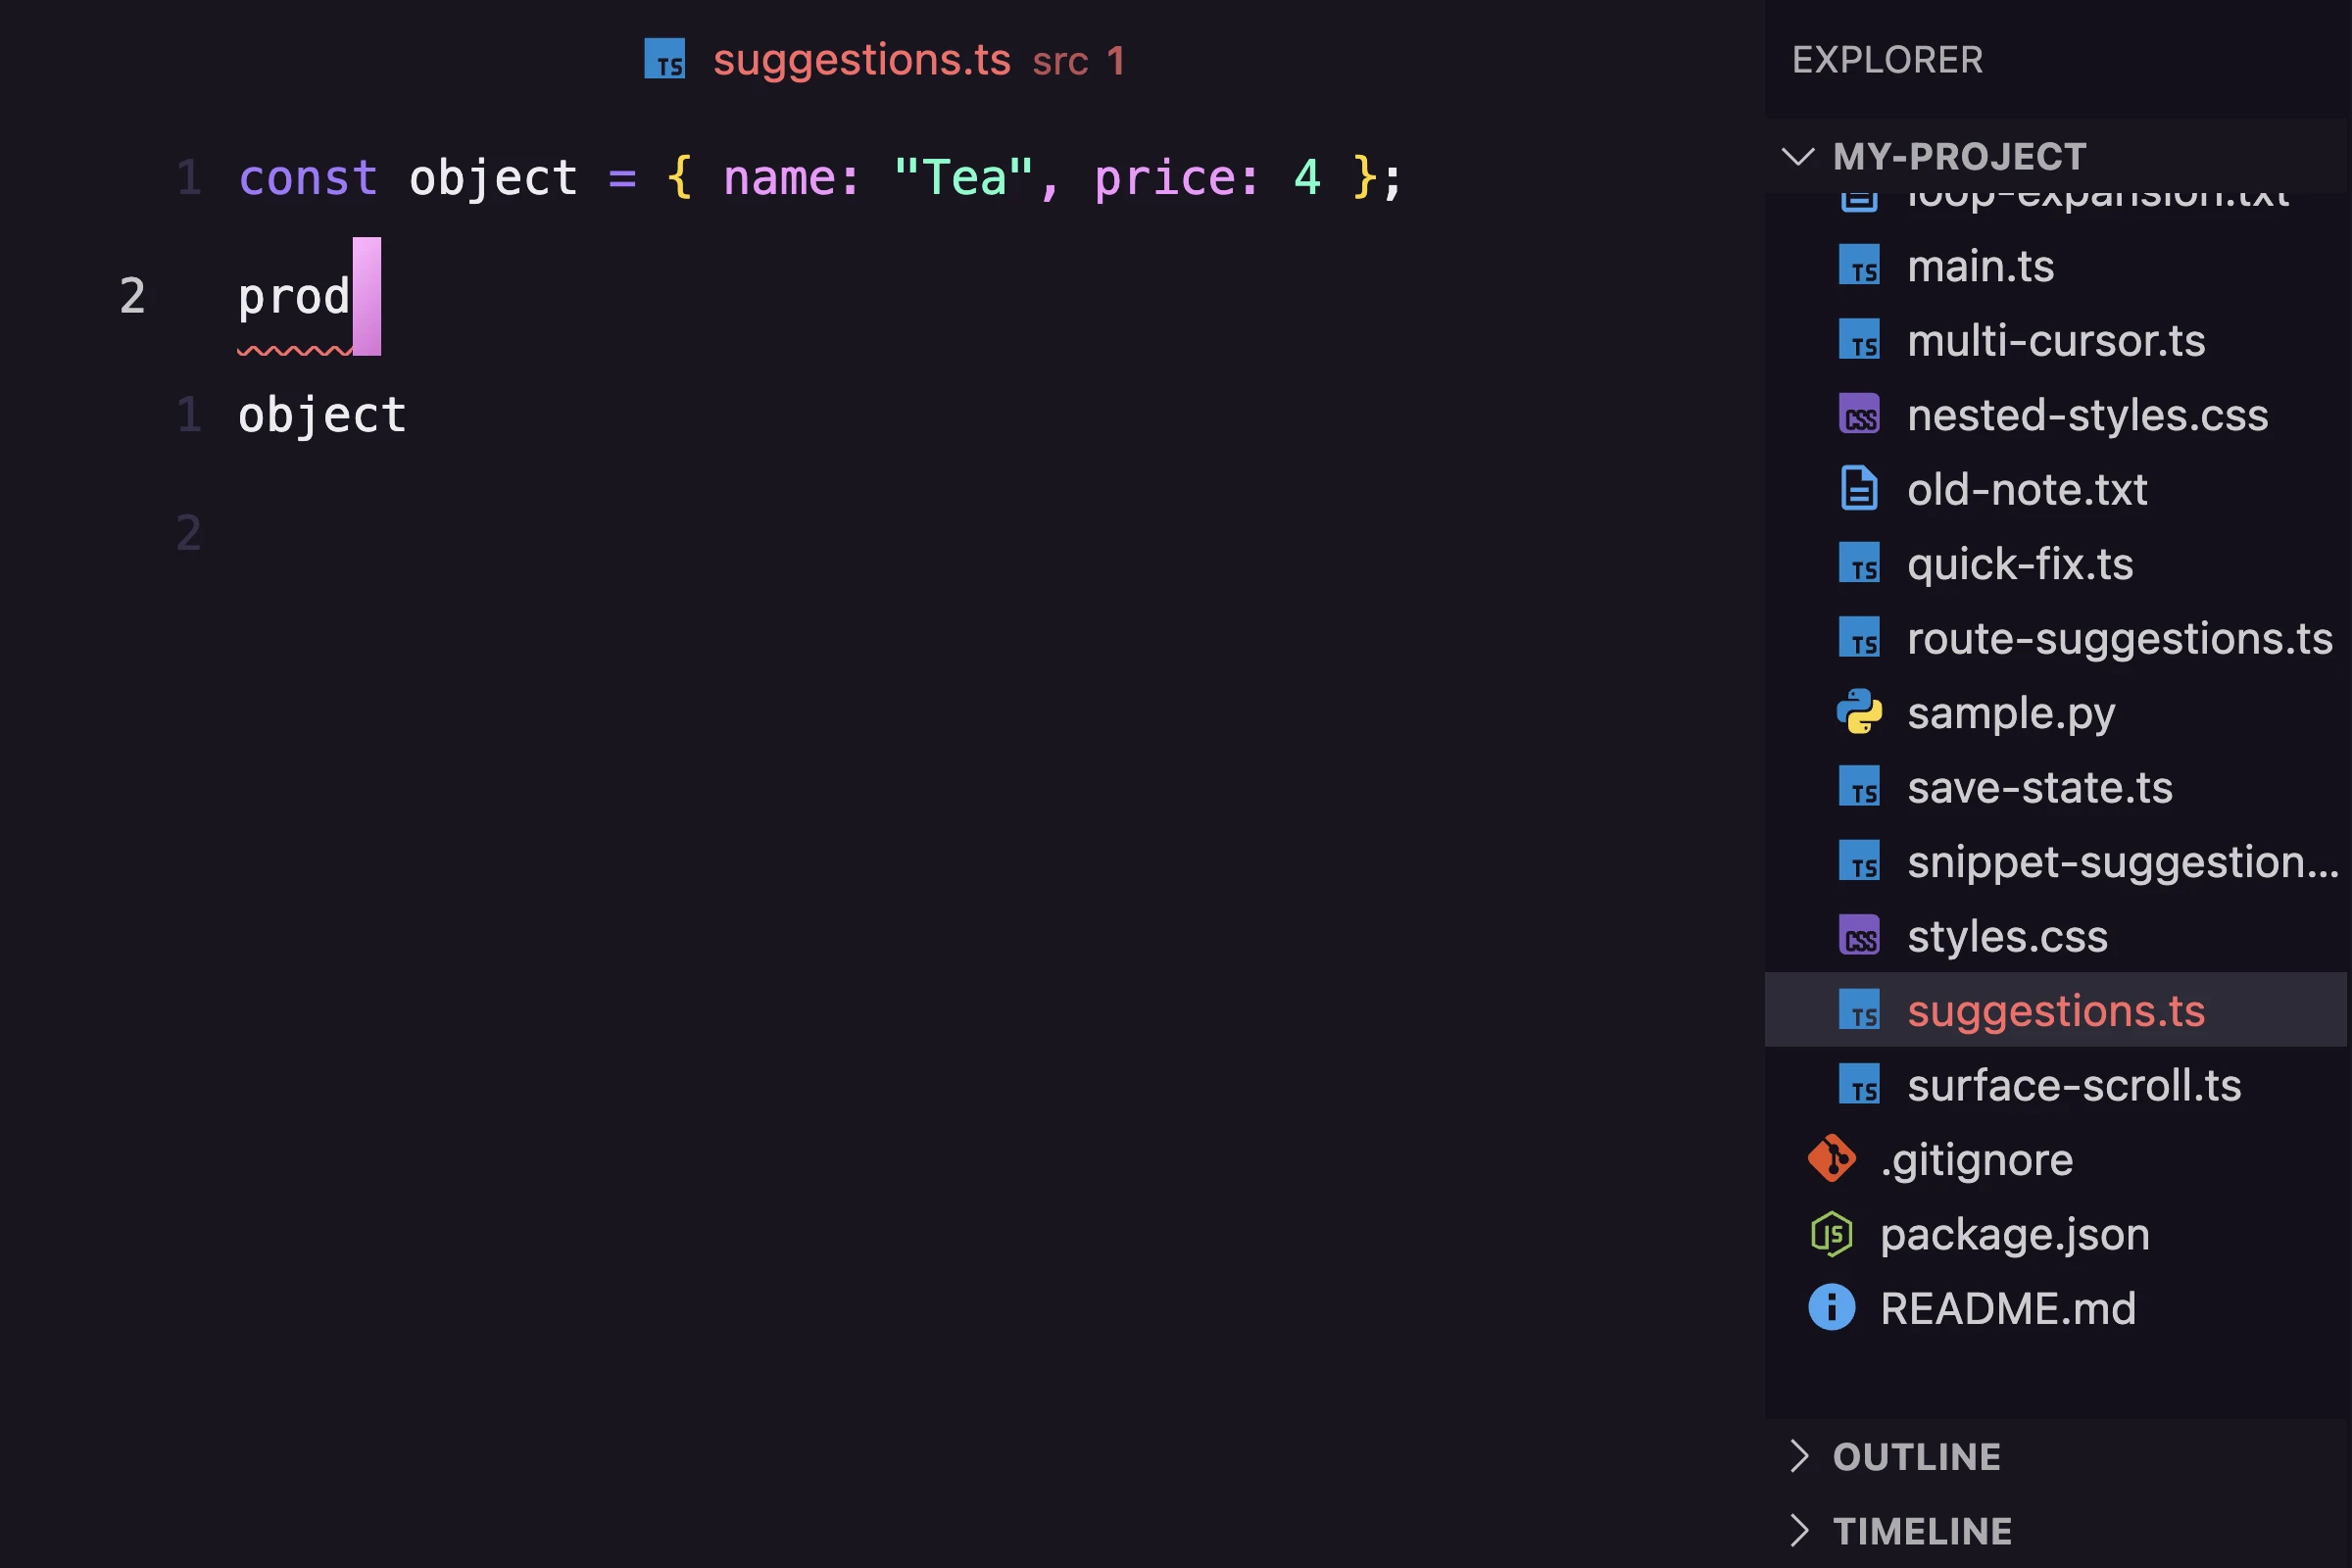 suggestions.ts src 1
1 const object = { name: "Tea", price: 4 };
2 prod
1 object
2
EXPLORER
MY-PROJECT
loop-expansion.txt
main.ts
multi-cursor.ts
nested-styles.css
old-note.txt
quick-fix.ts
route-suggestions.ts
sample.py
save-state.ts
snippet-suggestion...
styles.css
suggestions.ts
surface-scroll.ts
.gitignore
package.json
README.md
OUTLINE
TIMELINE